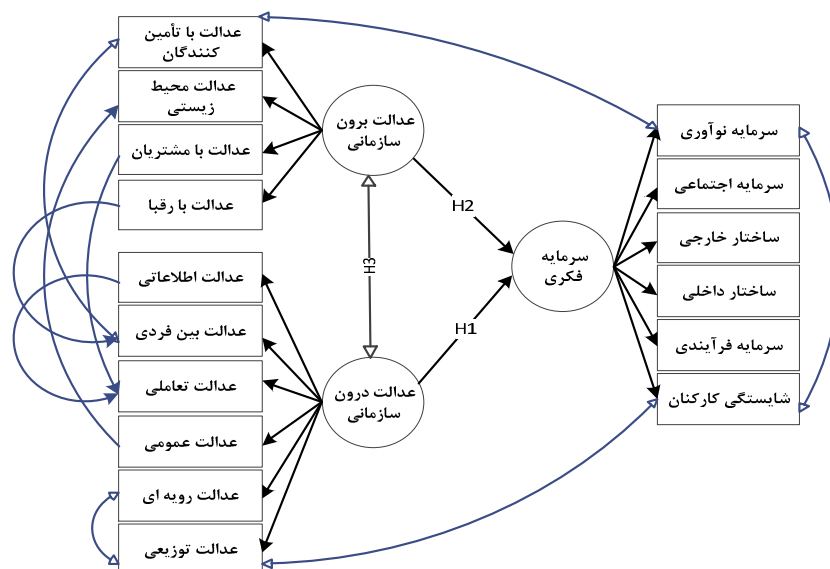 عدالت با تأمین
کنندگان
عدالت محیط
زیستی
عدالت با مشتریان
عدالت با رقبا
عدالت برون
سازمانی
سرمایه نوآوری
سرمایه اجتماعی
ساختار خارجی
ساختار داخلی
سرمایه فرآیندی
شایستگی کارکنان
H2
سرمایه
فکری
H3
H1
عدالت اطلاعاتی
عدالت بین فردی
عدالت تعاملی
عدالت عمومی
عدالت رویه ای
عدالت توزیعی
عدالت درون
سازمانی